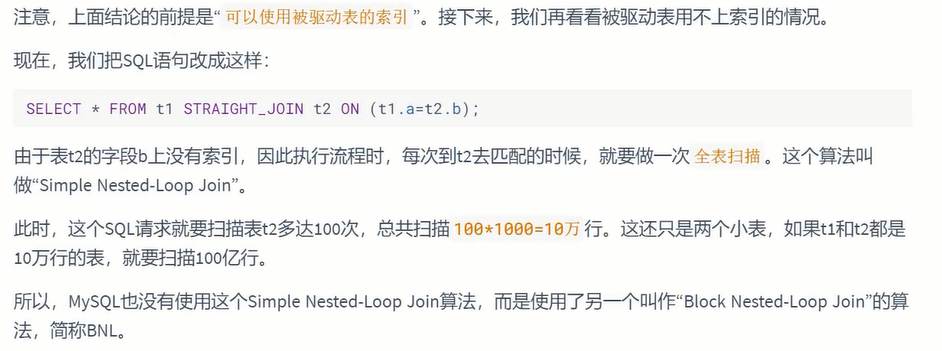 注意，上面结论的前提是“可以使用被驱动表的索引”。接下来，我们再看看被驱动表用不上索引的情况。
现在，我们把SQL语句改成这样：
SELECT * FROM t1 STRAIGHT_JOIN t2 ON (t1.a=t2.b);
由于表t2的字段b上没有索引，因此执行流程时，每次到t2去匹配的时候，就要做一次全表扫描。这个算法叫
做“Simple Nested-Loop Join”。
此时，这个SQL请求就要扫描表t2多达100次，总共扫描100*1000=10万行。这还只是两个小表，如果t1和t2都是
10万行的表，就要扫描100亿行。
所以，MySQL也没有使用这个Simple Nested-Loop Join算法，而是使用了另一个叫作“Block Nested-Loop Join”的算
法，简称BNL。